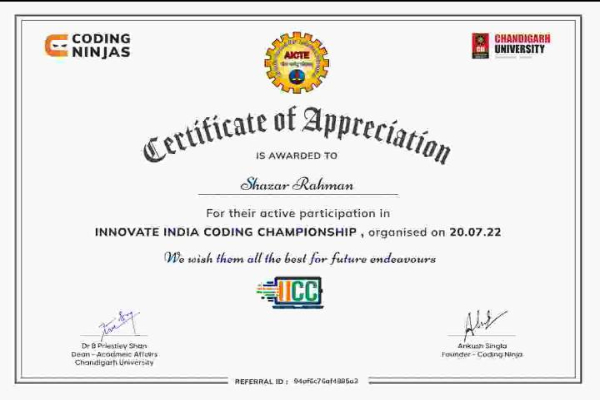 CODING
NINJAS
AICTE
CHANDIGARH
UNIVERSITY
Certificate of Appreciation
IS AWARDED TO
Shazar Rahman
For their active participation in
INNOVATE INDIA CODING CHAMPIONSHIP , organised on 20.07.22
We wish them all the best for future endeavours
IICC
Dr B Priestley Shan
Dean - Academic Affairs
Chandigarh University
Ankush Singla
Founder - Coding Ninja
REFERRAL ID :